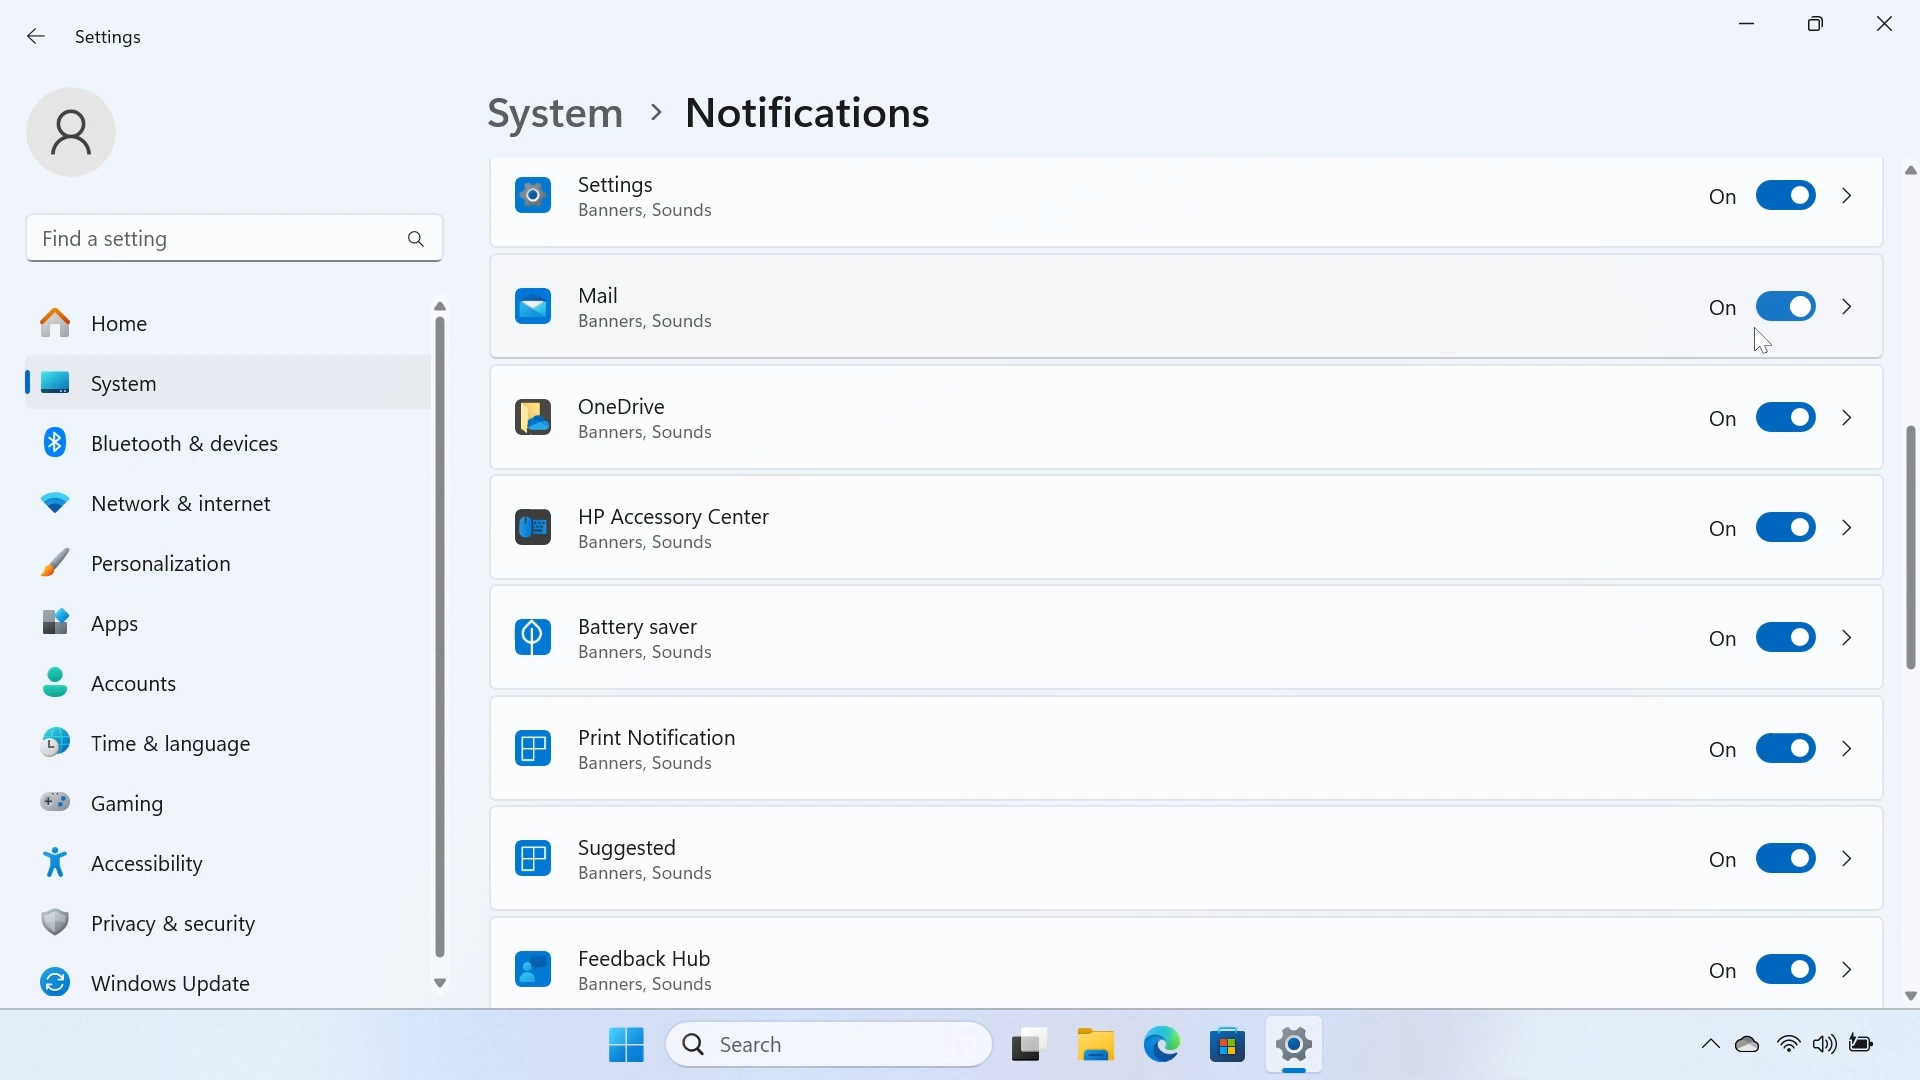 Settings
Find a setting
Home
System
Bluetooth & devices
Network & internet
Personalization
Apps
Accounts
Time & language
Gaming
Accessibility
Privacy & security
Windows Update
System > Notifications
Settings
Banners, Sounds
On
Mail
Banners, Sounds
On
OneDrive
Banners, Sounds
On
HP Accessory Center
Banners, Sounds
On
Battery saver
Banners, Sounds
On
Print Notification
Banners, Sounds
On
Suggested
Banners, Sounds
On
Feedback Hub
Banners, Sounds
On
Search